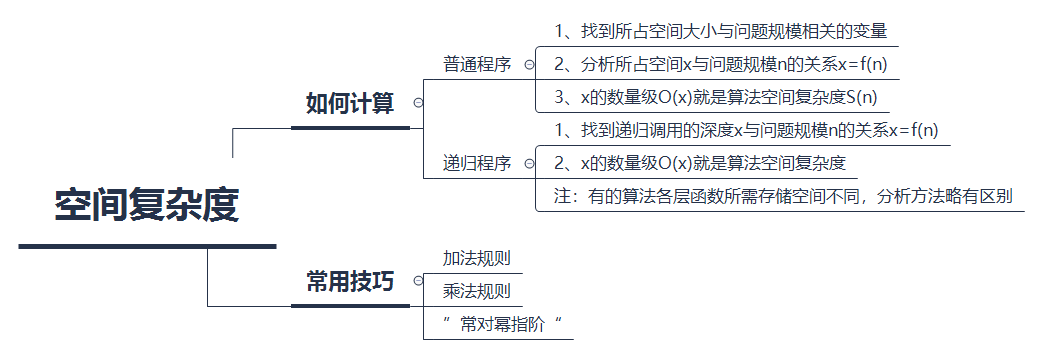 空间复杂度
如何计算
普通程序
1、找到所占空间大小与问题规模相关的变量
2、分析所占空间x与问题规模n的关系x=f(n)
3、x的数量级O(x)就是算法空间复杂度S(n)
递归程序
1、找到递归调用的深度x与问题规模n的关系x=f(n)
2、x的数量级O(x)就是算法空间复杂度
注：有的算法各层函数所需存储空间不同，分析方法略有区别
常用技巧
加法规则
乘法规则
”常对幂指阶“